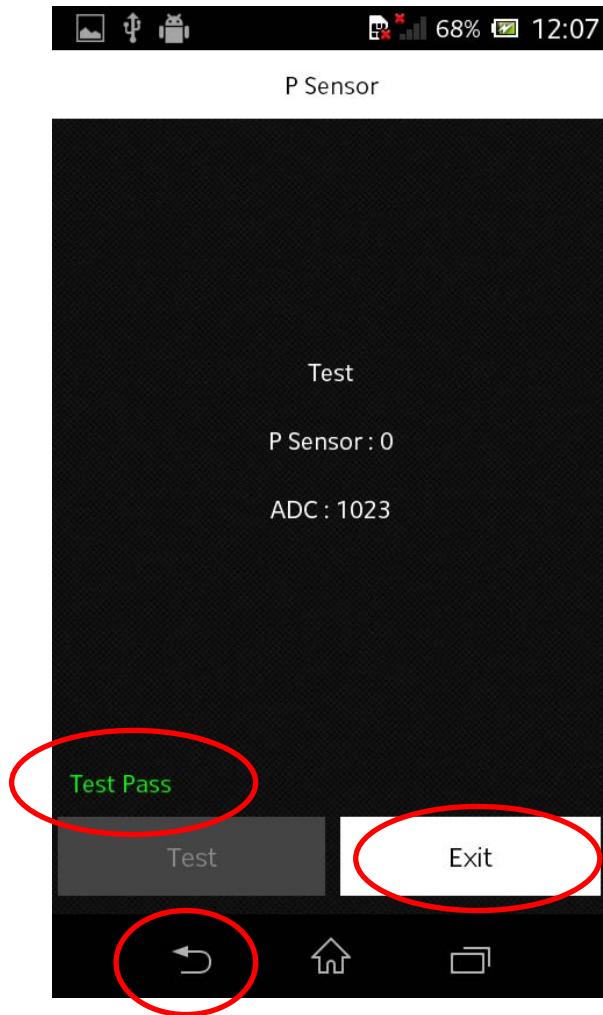 68% 12:07
P Sensor
Test
P Sensor : 0
ADC : 1023
Test Pass
Test Exit